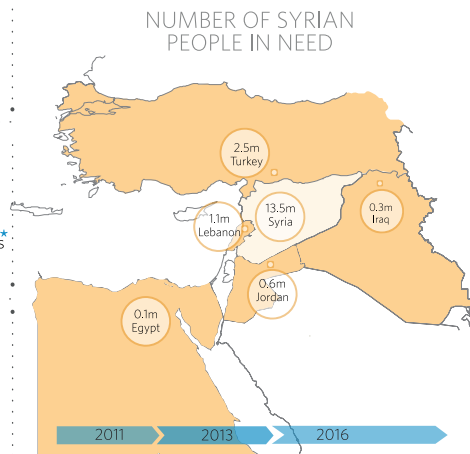 NUMBER OF SYRIAN
PEOPLE IN NEED
2.5m
Turkey
1.1m
Lebanon
13.5m
Syria
0.3m
Iraq
s
0.6m
Jordan
0.1m
Egypt
2011
2013
2016